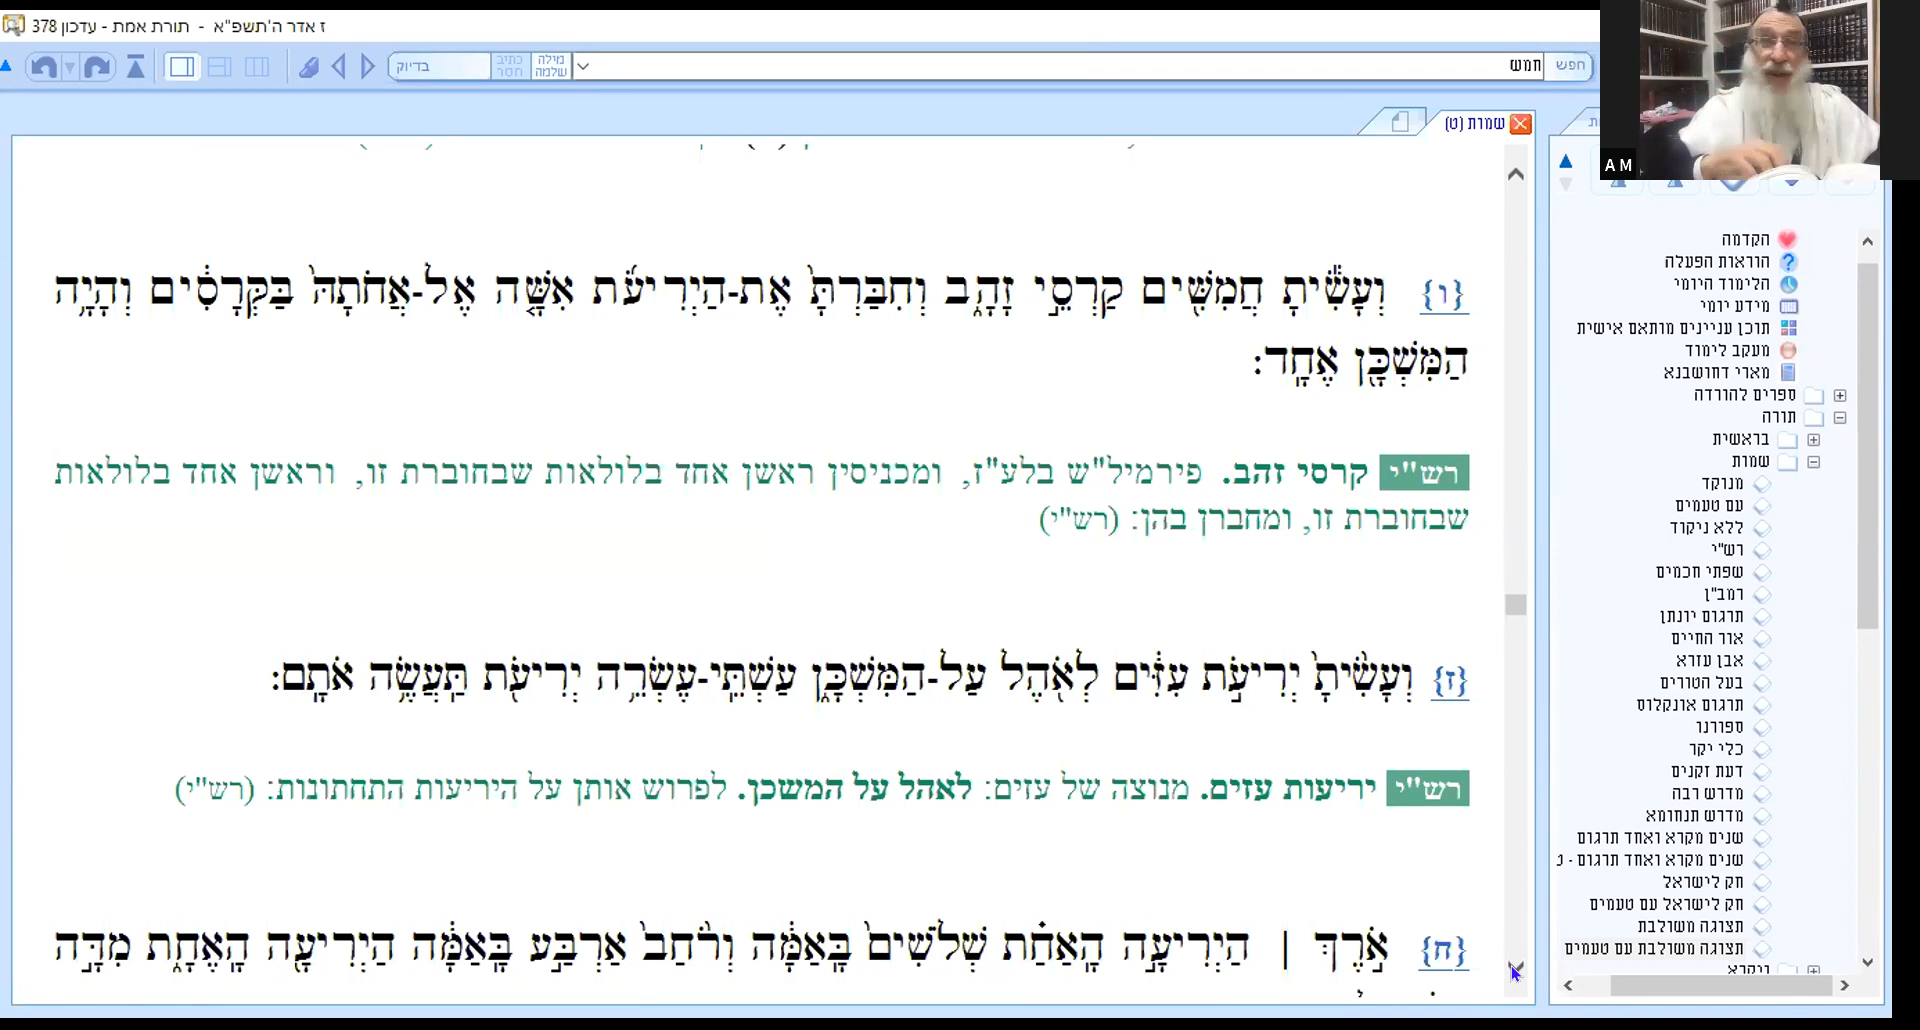 ז אדר ה'תשפ"א - תורת אמת - עדכון 378
חפש
חמש
מילה שלמה
כתיב חסר
בדיוק
שמות (ט)
A M
{ו} וְעָשִׂ֕יתָ חֲמִשִּׁ֖ים קַרְסֵ֣י זָהָ֑ב וְחִבַּרְתָּ֨ אֶת-הַיְרִיעֹ֜ת אִשָּׁ֤ה אֶל-אֲחֹתָהּ֙ בַּקְּרָסִ֔ים וְהָיָ֥ה
הַמִּשְׁכָּ֖ן אֶחָֽד:
רש"י קרסי זהב. פירמיל"ש בלע"ז, ומכניסין ראשן אחד בלולאות שבחוברת זו, וראשן אחד בלולאות
שבחוברת זו, ומחברן בהן: (רש"י)
{ז} וְעָשִׂ֙יתָ֙ יְרִיעֹ֣ת עִזִּ֔ים לְאֹ֖הֶל עַל-הַמִּשְׁכָּ֑ן עַשְׁתֵּי-עֶשְׂרֵ֥ה יְרִיעֹ֖ת תַּעֲשֶׂ֥ה אֹתָֽם:
רש"י יריעות עזים. מנוצה של עזים: לאהל על המשכן. לפרוש אותן על היריעות התחתונות: (רש"י)
{ח} אֹ֣רֶךְ | הַיְרִיעָ֣ה הָֽאַחַ֗ת שְׁלֹשִׁים֙ בָּֽאַמָּ֔ה וְרֹ֙חַב֙ אַרְבַּ֣ע בָּֽאַמָּ֔ה הַיְרִיעָ֖ה הָֽאֶחָ֑ת מִדָּ֣ה
הקדמה
הוראות הפעלה
הלימוד היומי
מידע יומי
תוכן עניינים מותאם אישית
מעקב לימוד
מארי דחושבנא
ספרים להורדה
תורה
בראשית
שמות
מנוקד
עם טעמים
ללא ניקוד
רש"י
שפתי חכמים
רמב"ן
תרגום יונתן
אור החיים
אבן עזרא
בעל הטורים
תרגום אונקלוס
ספורנו
כלי יקר
דעת זקנים
מדרש רבה
מדרש תנחומא
שנים מקרא ואחד תרגום
שנים מקרא ואחד תרגום - ט
חק לישראל
חק לישראל עם טעמים
תצוגה משולבת
תצוגה משולבת עם טעמים
ויקרא